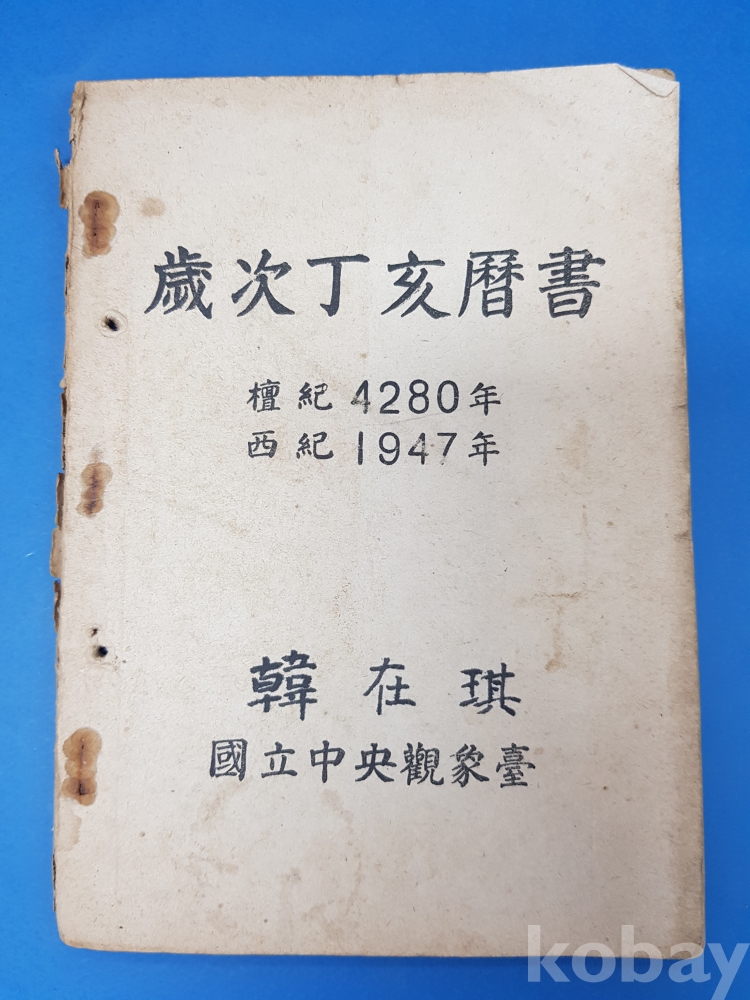 歲次丁亥曆書
檀紀 4280年
西紀 1947年
韓在琪
國立中央觀象臺
kobay